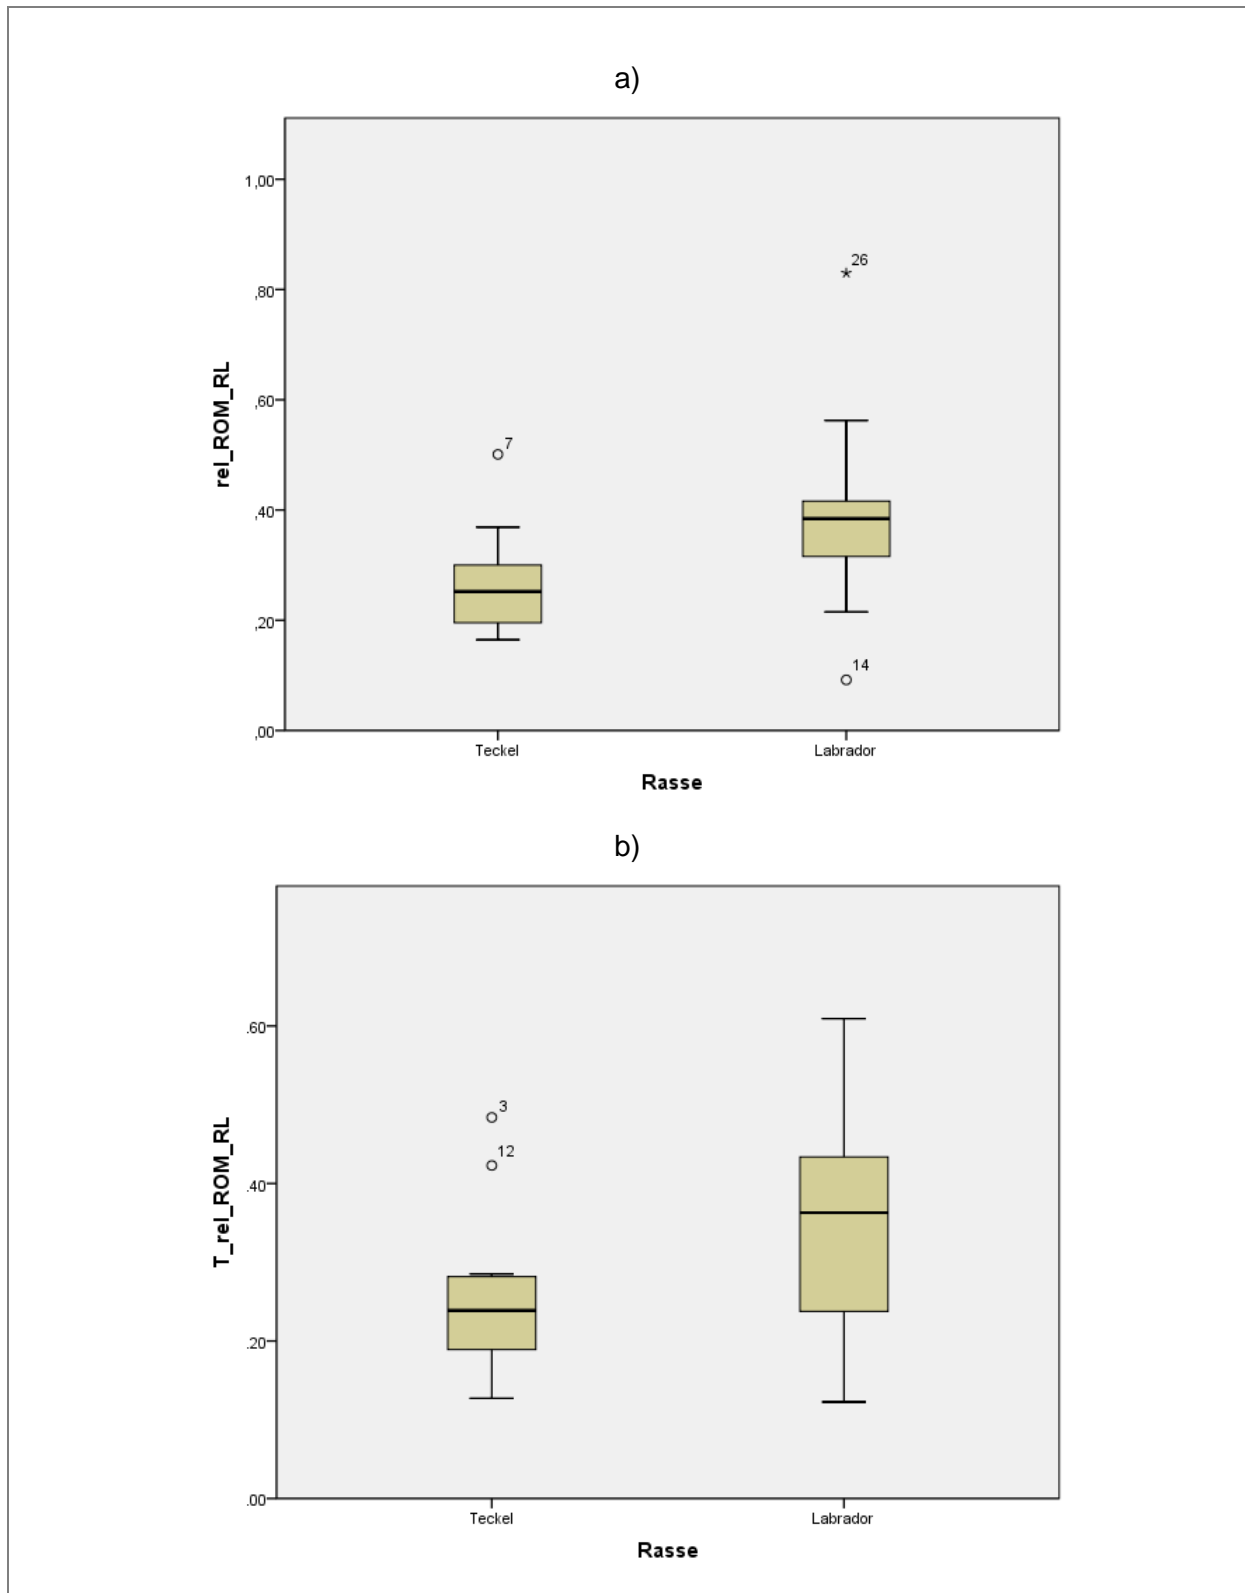 a)
1,00
26
,80
,60
rel_ROM_RL
7
,40
,20
14
,00
Teckel Labrador
Rasse
b)
.60
3
12
T_rel_ROM_RL
.40
.20
.00
Teckel Labrador
Rasse